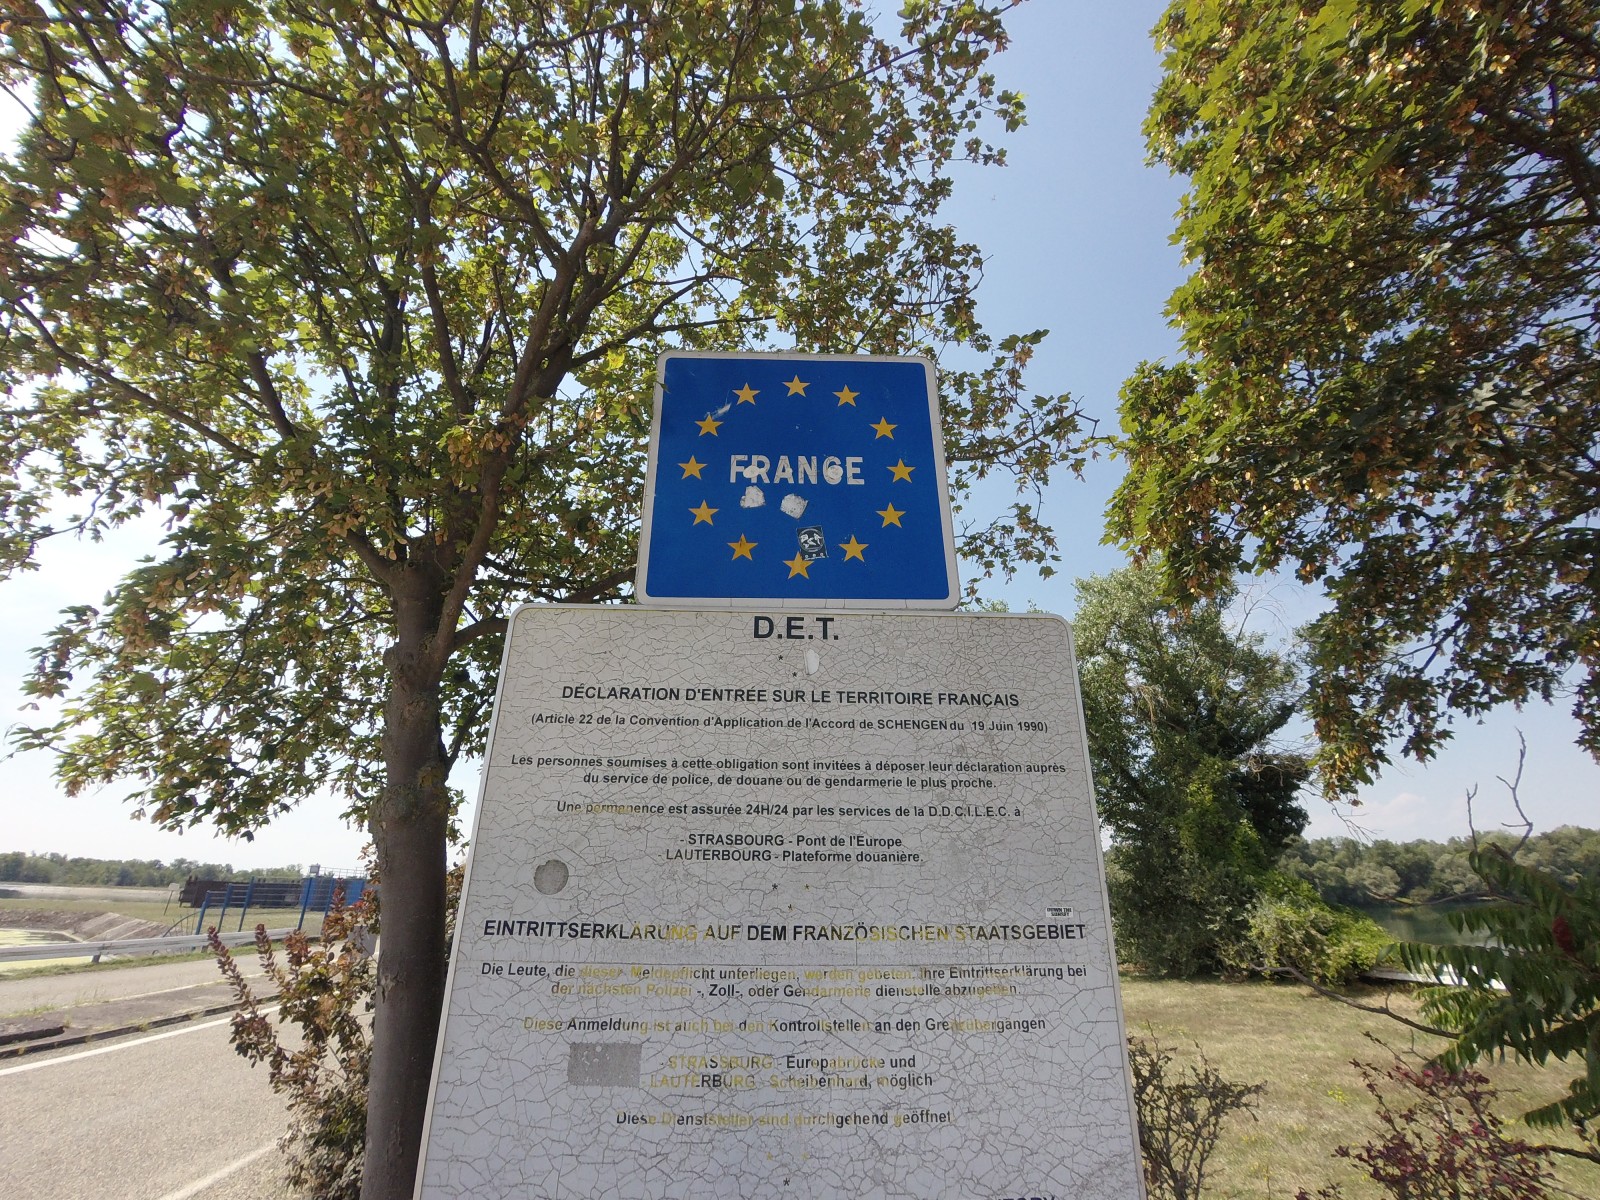 FRANCE
D.E.T.
*
*
DÉCLARATION D'ENTRÉE SUR LE TERRITOIRE FRANÇAIS
(Article 22 de la Convention d'Application de l'Accord de SCHENGEN du 19 Juin 1990)
Les personnes soumises à cette obligation sont invitées à déposer leur déclaration auprès
du service de police, de douane ou de gendarmerie le plus proche.
Une permanence est assurée 24H/24 par les services de la D.D.C.I.L.E.C. à
- STRASBOURG - Pont de l'Europe
LAUTERBOURG - Plateforme douanière.
* *
*
EINTRITTSERKLÄRUNG AUF DEM FRANZÖSISCHEN STAATSGEBIET
Die Leute, die dieser Meldepflicht unterliegen, werden gebeten, ihre Eintrittserklärung bei
der nächsten Polizei -, Zoll-, oder Gendarmerie dienstelle abzugeben.
Diese Anmeldung ist auch bei den Kontrollstellen an den Grenzübergängen
STRASSBURG - Europabrücke und
LAUTERBURG - Scheibenhard, möglich
Diese Dienststellen sind durchgehend geöffnet.
* *
*